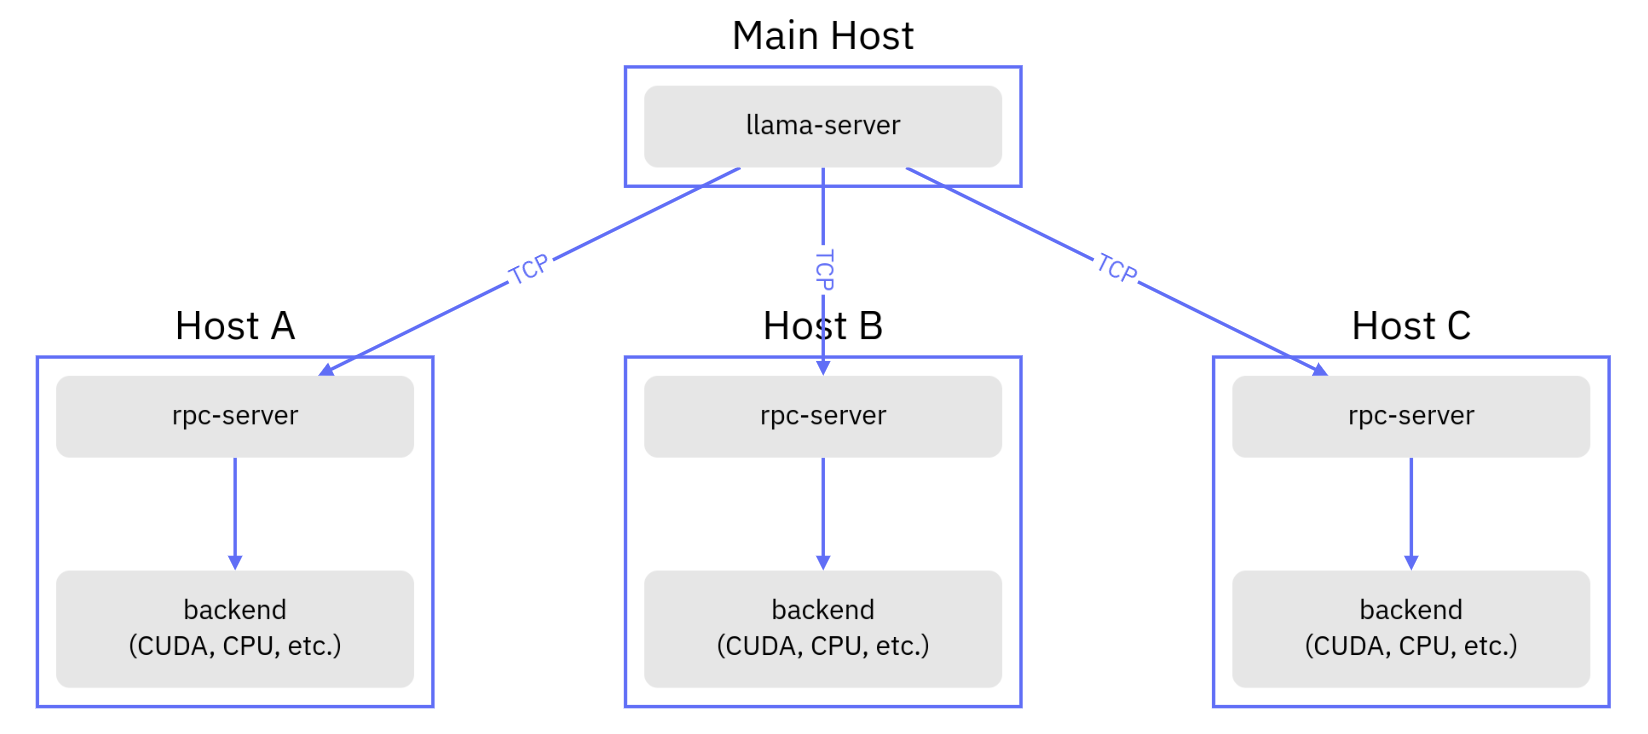 Main Host
llama-server
TCP
TCP
TCP
Host A
Host B
Host C
rpc-server
rpc-server
rpc-server
backend
(CUDA, CPU, etc.)
backend
(CUDA, CPU, etc.)
backend
(CUDA, CPU, etc.)